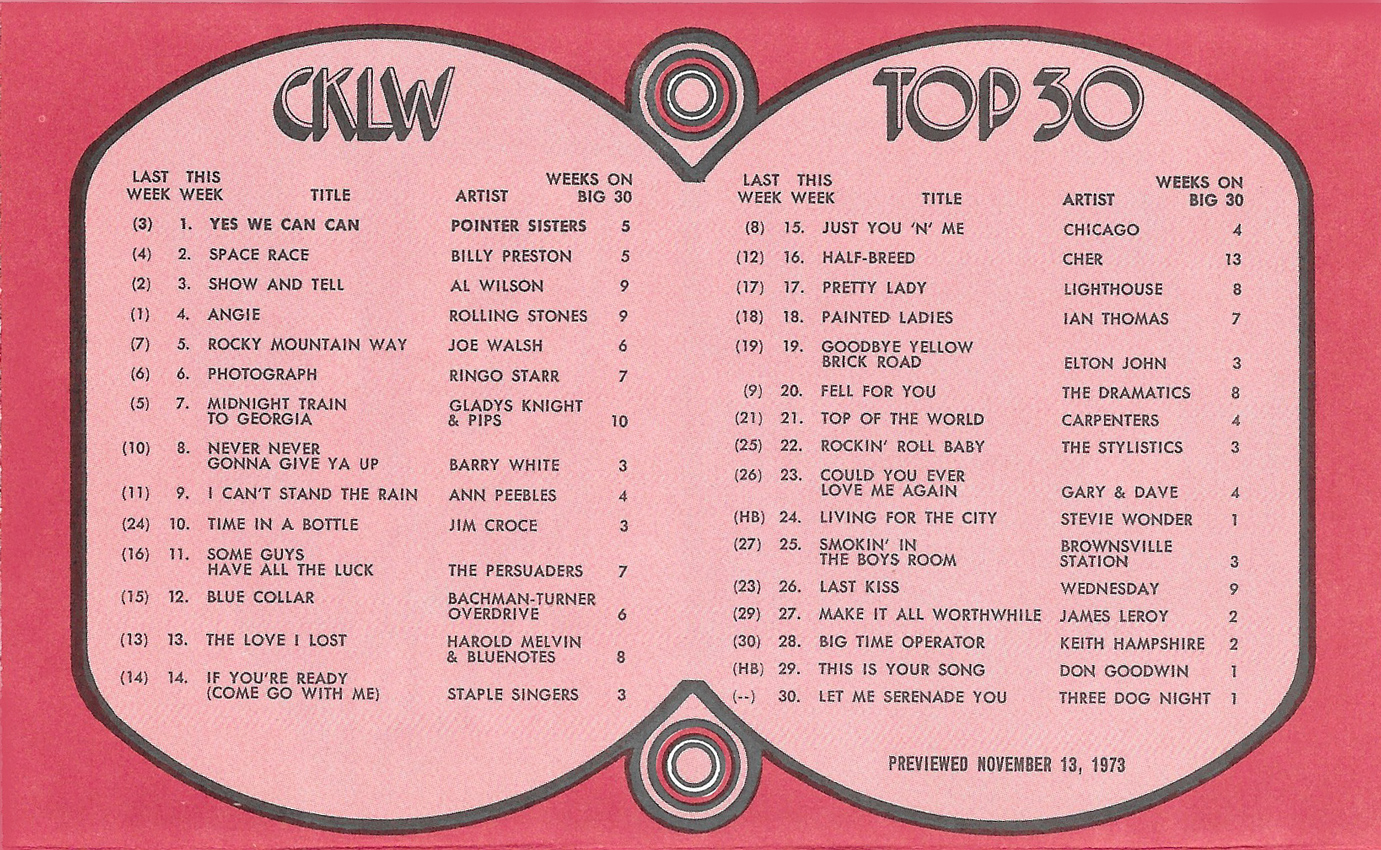 CKLW
LAST THIS WEEKS ON
WEEK WEEK TITLE ARTIST BIG 30
(3) 1. YES WE CAN CAN POINTER SISTERS 5
(4) 2. SPACE RACE BILLY PRESTON 5
(2) 3. SHOW AND TELL AL WILSON 9
(1) 4. ANGIE ROLLING STONES 9
(7) 5. ROCKY MOUNTAIN WAY JOE WALSH 6
(6) 6. PHOTOGRAPH RINGO STARR 7
(5) 7. MIDNIGHT TRAIN GLADYS KNIGHT
TO GEORGIA & PIPS 10
(10) 8. NEVER NEVER
GONNA GIVE YA UP BARRY WHITE 3
(11) 9. I CAN'T STAND THE RAIN ANN PEEBLES 4
(24) 10. TIME IN A BOTTLE JIM CROCE 3
(16) 11. SOME GUYS
HAVE ALL THE LUCK THE PERSUADERS 7
(15) 12. BLUE COLLAR BACHMAN-TURNER
OVERDRIVE 6
(13) 13. THE LOVE I LOST HAROLD MELVIN
& BLUENOTES 8
(14) 14. IF YOU'RE READY
(COME GO WITH ME) STAPLE SINGERS 3
TOP 30
LAST THIS WEEKS ON
WEEK WEEK TITLE ARTIST BIG 30
(8) 15. JUST YOU 'N' ME CHICAGO 4
(12) 16. HALF-BREED CHER 13
(17) 17. PRETTY LADY LIGHTHOUSE 8
(18) 18. PAINTED LADIES IAN THOMAS 7
(19) 19. GOODBYE YELLOW
BRICK ROAD ELTON JOHN 3
(9) 20. FELL FOR YOU THE DRAMATICS 8
(21) 21. TOP OF THE WORLD CARPENTERS 4
(25) 22. ROCKIN' ROLL BABY THE STYLISTICS 3
(26) 23. COULD YOU EVER
LOVE ME AGAIN GARY & DAVE 4
(HB) 24. LIVING FOR THE CITY STEVIE WONDER 1
(27) 25. SMOKIN' IN BROWNSVILLE
THE BOYS ROOM STATION 3
(23) 26. LAST KISS WEDNESDAY 9
(29) 27. MAKE IT ALL WORTHWHILE JAMES LEROY 2
(30) 28. BIG TIME OPERATOR KEITH HAMPSHIRE 2
(HB) 29. THIS IS YOUR SONG DON GOODWIN 1
(--) 30. LET ME SERENADE YOU THREE DOG NIGHT 1
PREVIEWED NOVEMBER 13, 1973